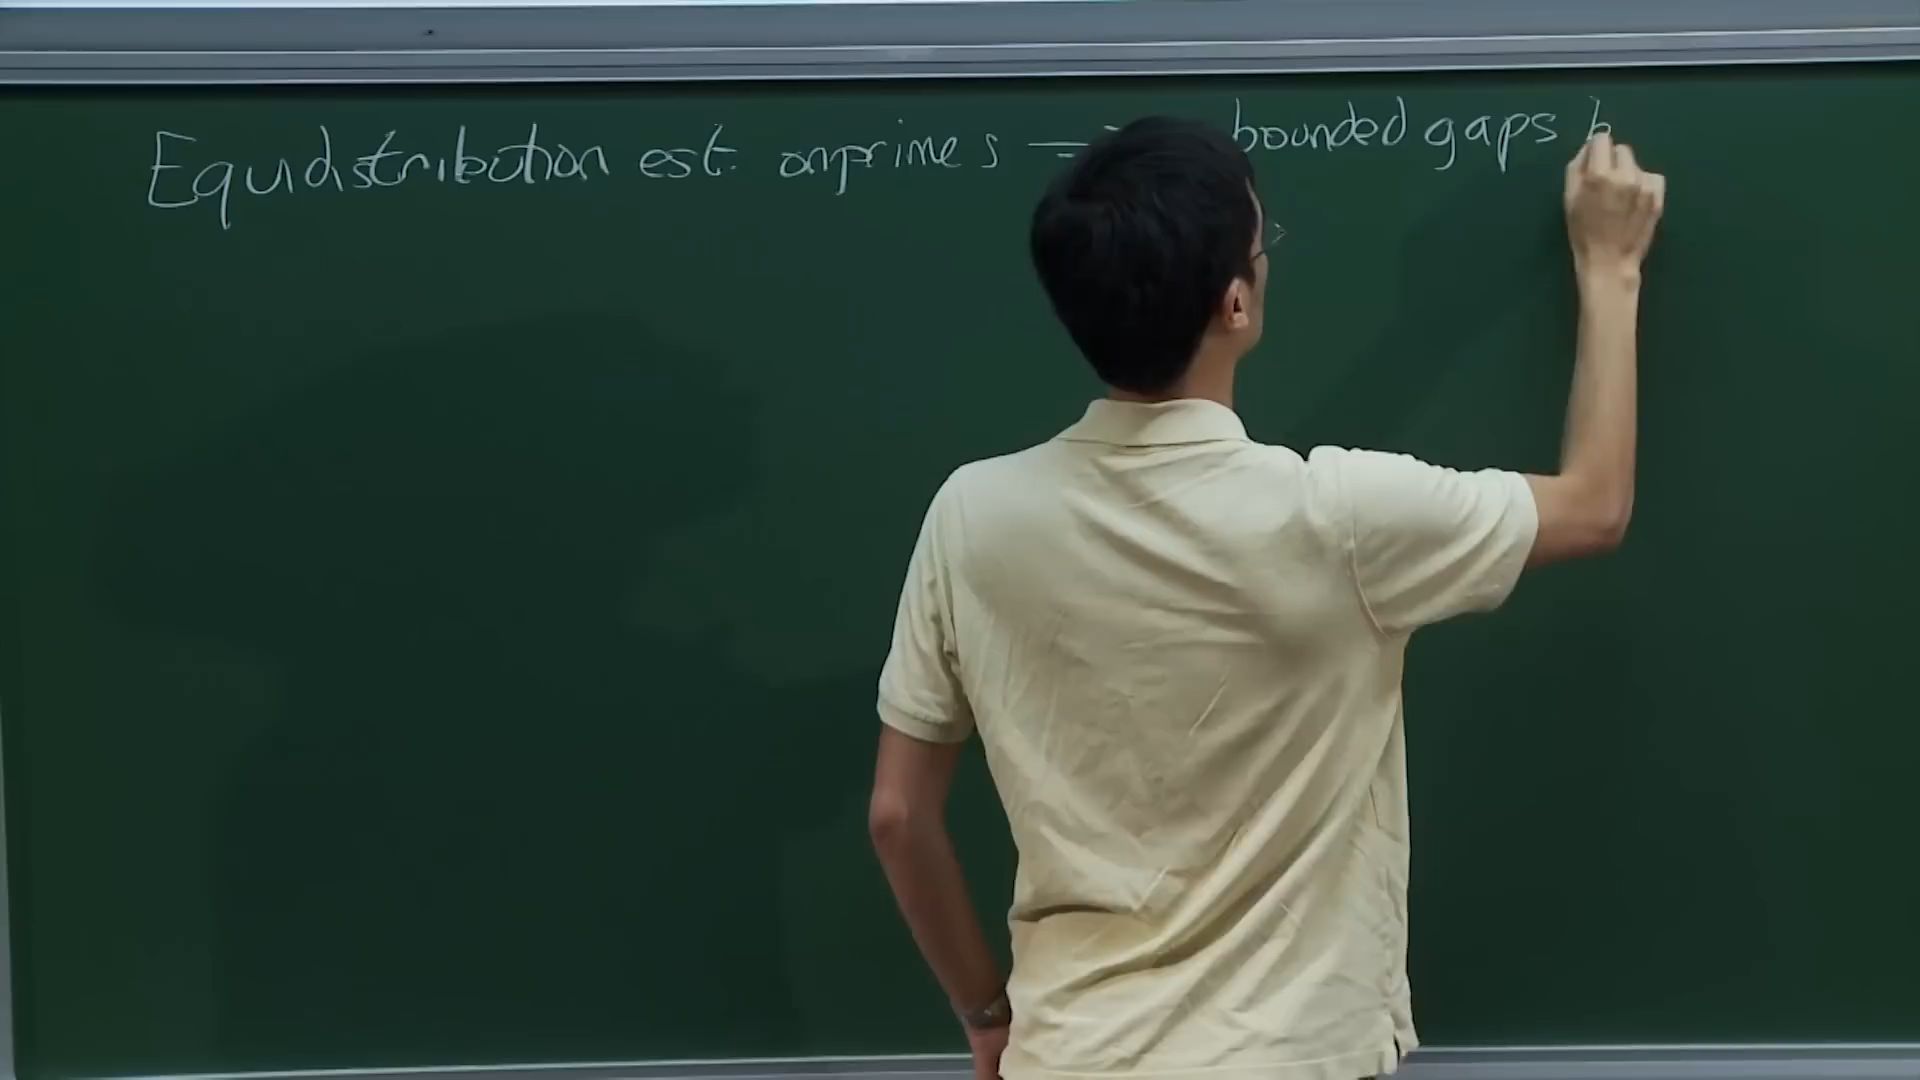 Equidistribution est. on primes = bounded gaps b